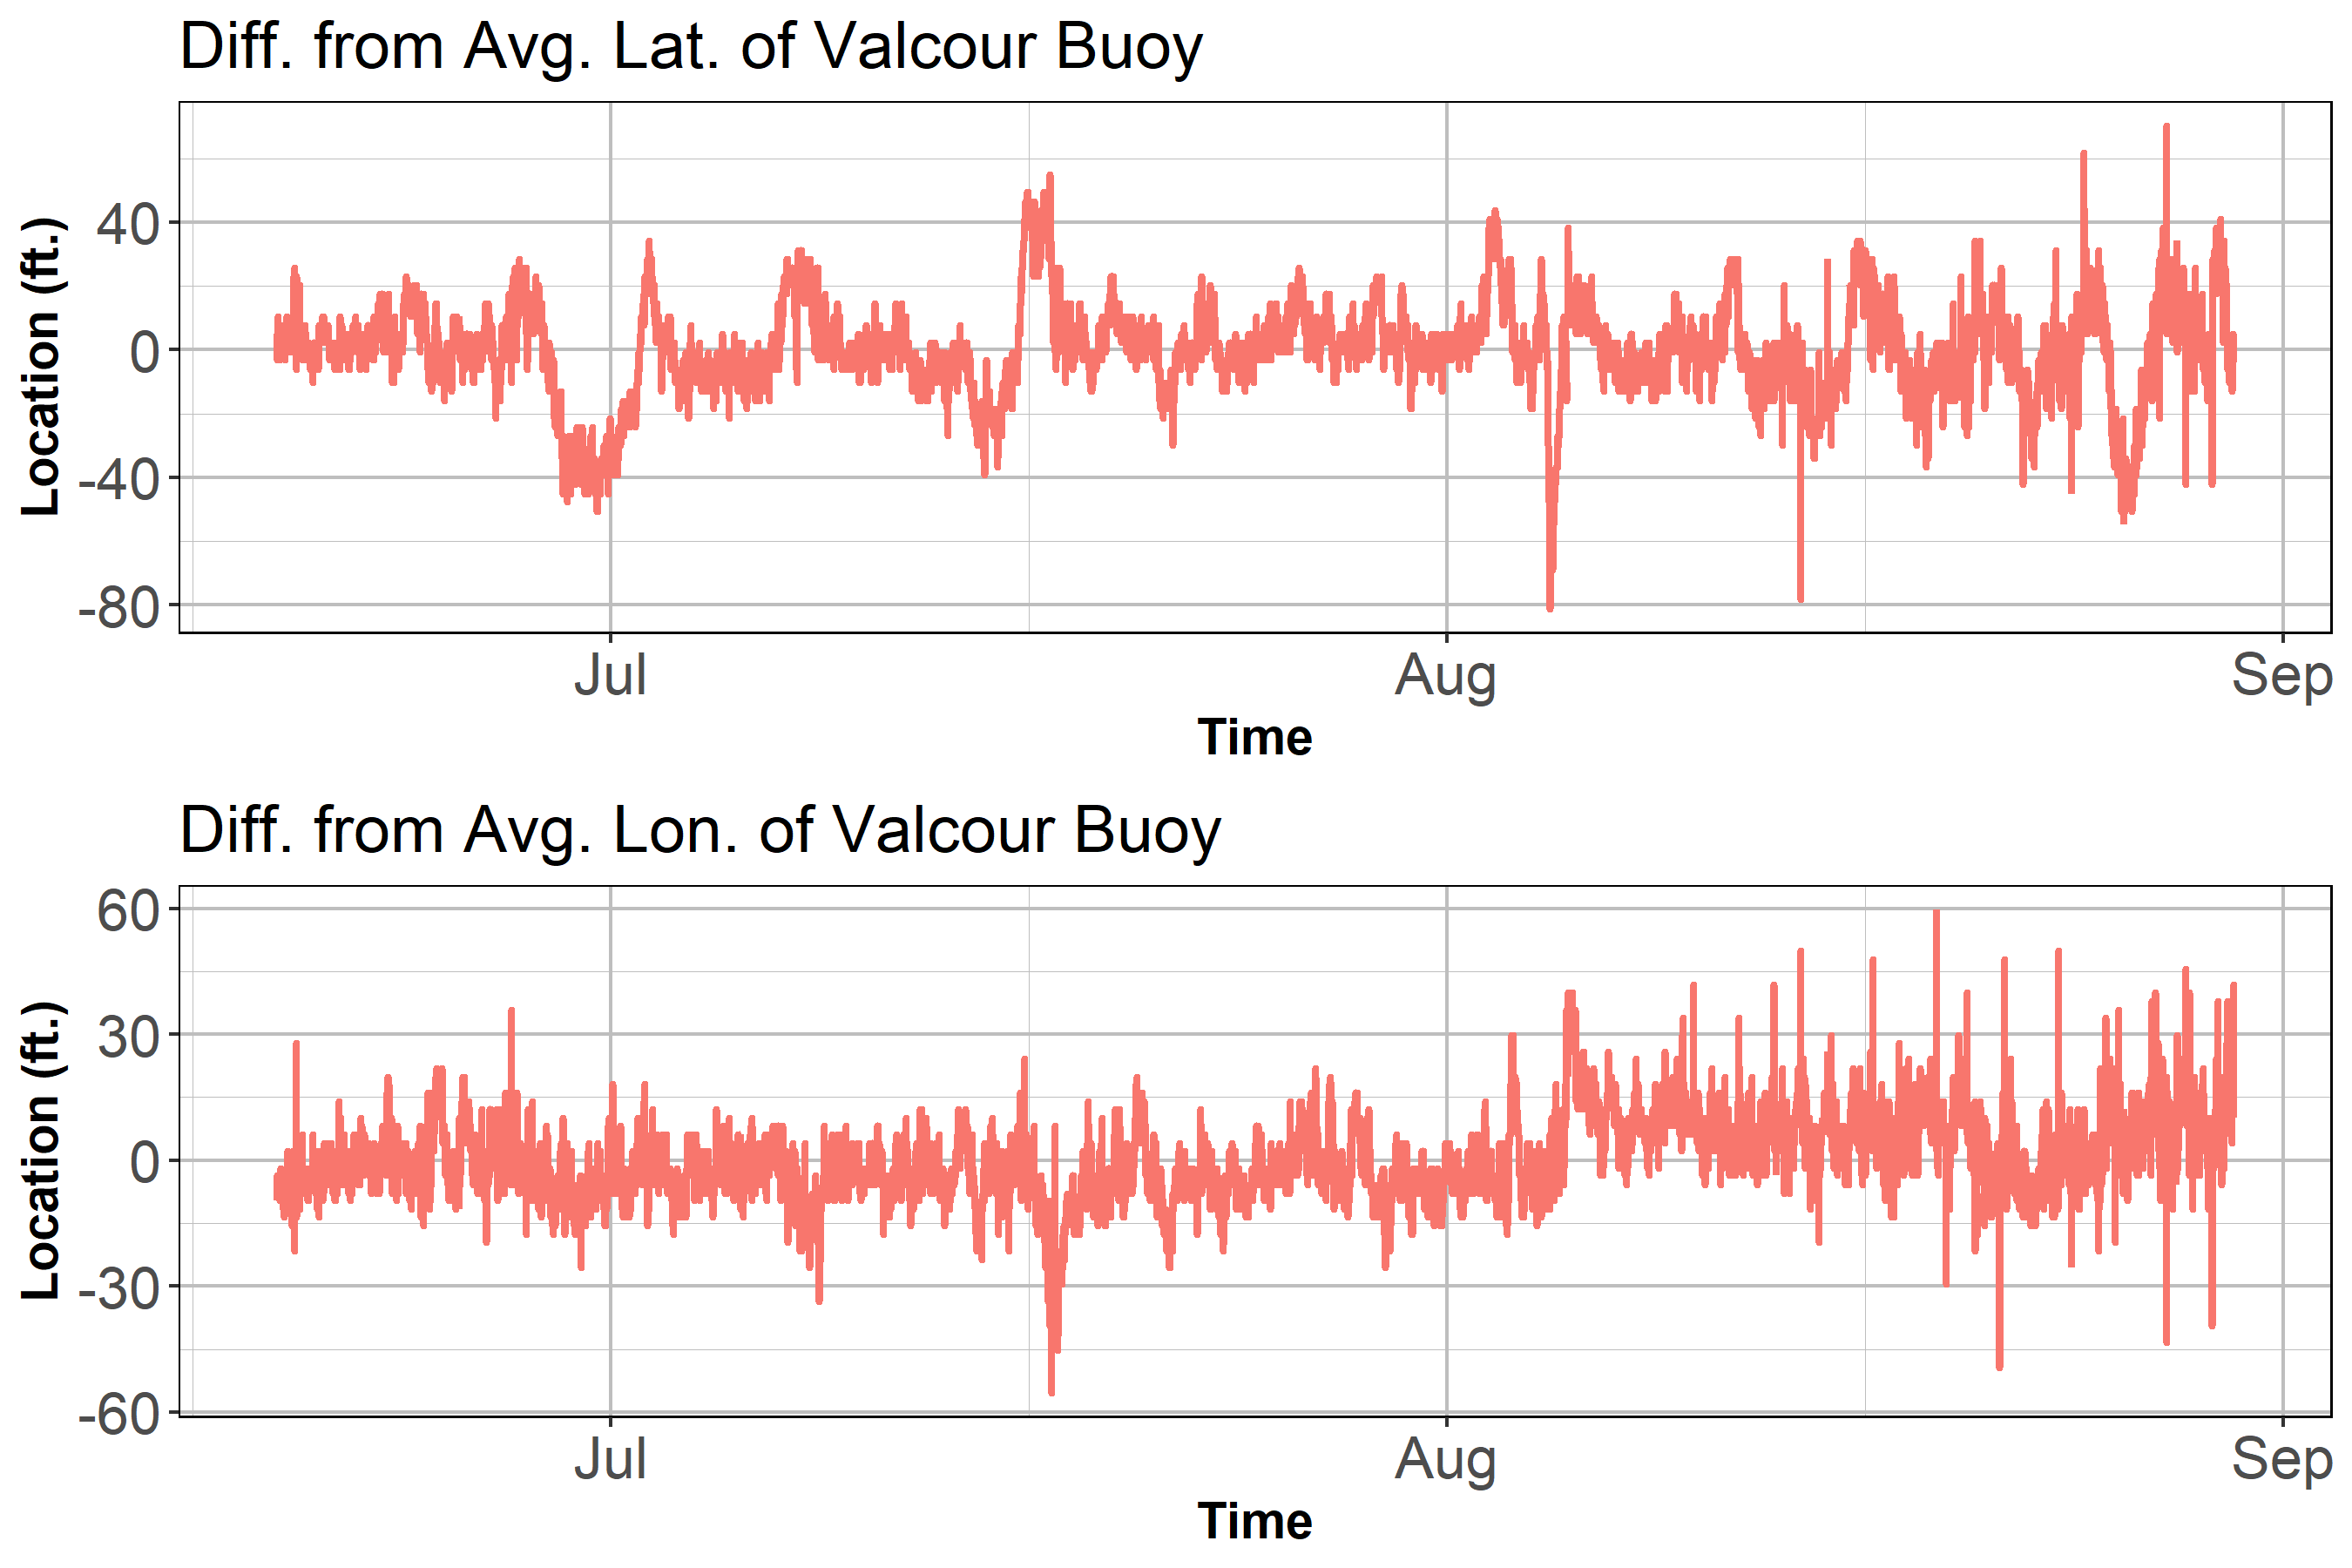 Diff. from Avg. Lat. of Valcour Buoy
Location (ft.)
40
0
-40
-80
Jul Aug Sep
Time
Diff. from Avg. Lon. of Valcour Buoy
Location (ft.)
60
30
0
-30
-60
Jul Aug Sep
Time